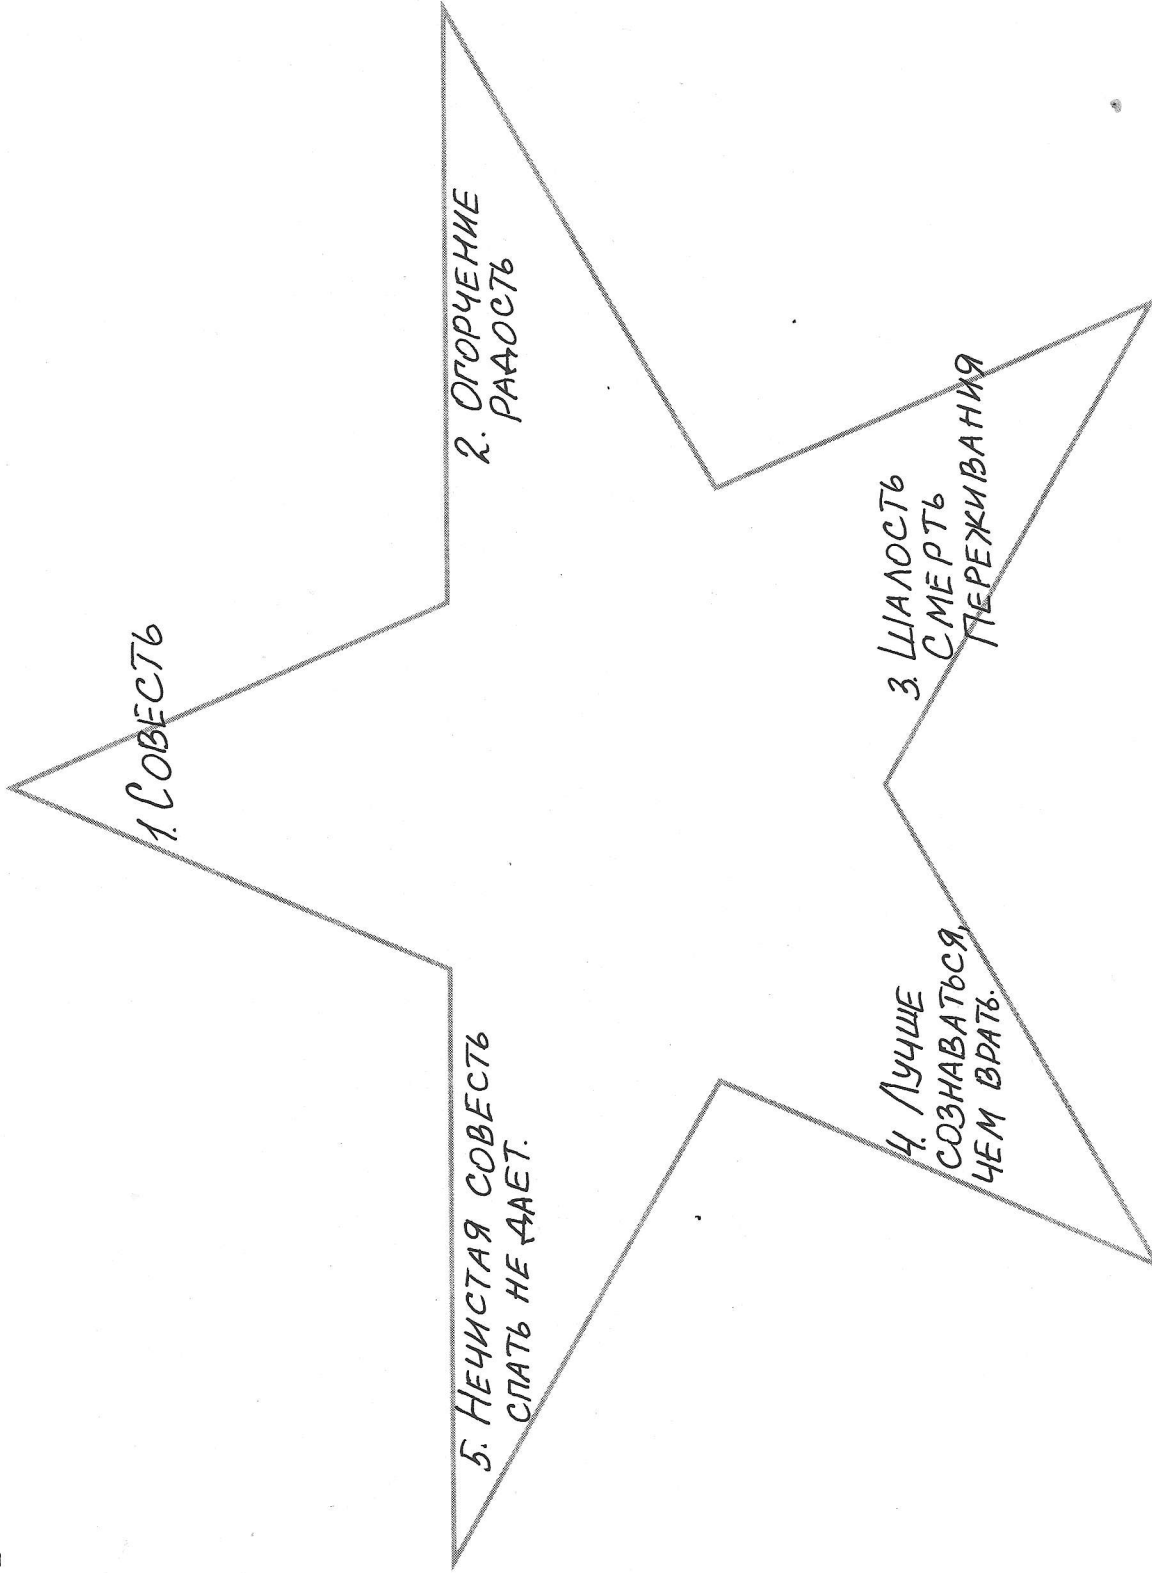 1. СОВЕСТЬ
2. ОГОРЧЕНИЕ
РАДОСТЬ
3. ШАЛОСТЬ
СМЕРТЬ
ПЕРЕЖИВАНИЯ
4. ЛУЧШЕ
СОЗНАВАТЬСЯ,
ЧЕМ ВРАТЬ.
5. НЕЧИСТАЯ СОВЕСТЬ
СПАТЬ НЕ ДАЕТ.